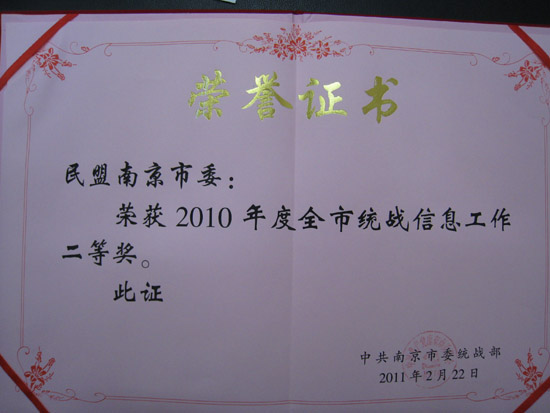 荣誉证书
民盟南京市委：
荣获2010年度全市统战信息工作
二等奖。
此证
中共南京市委统战部
2011年2月22日